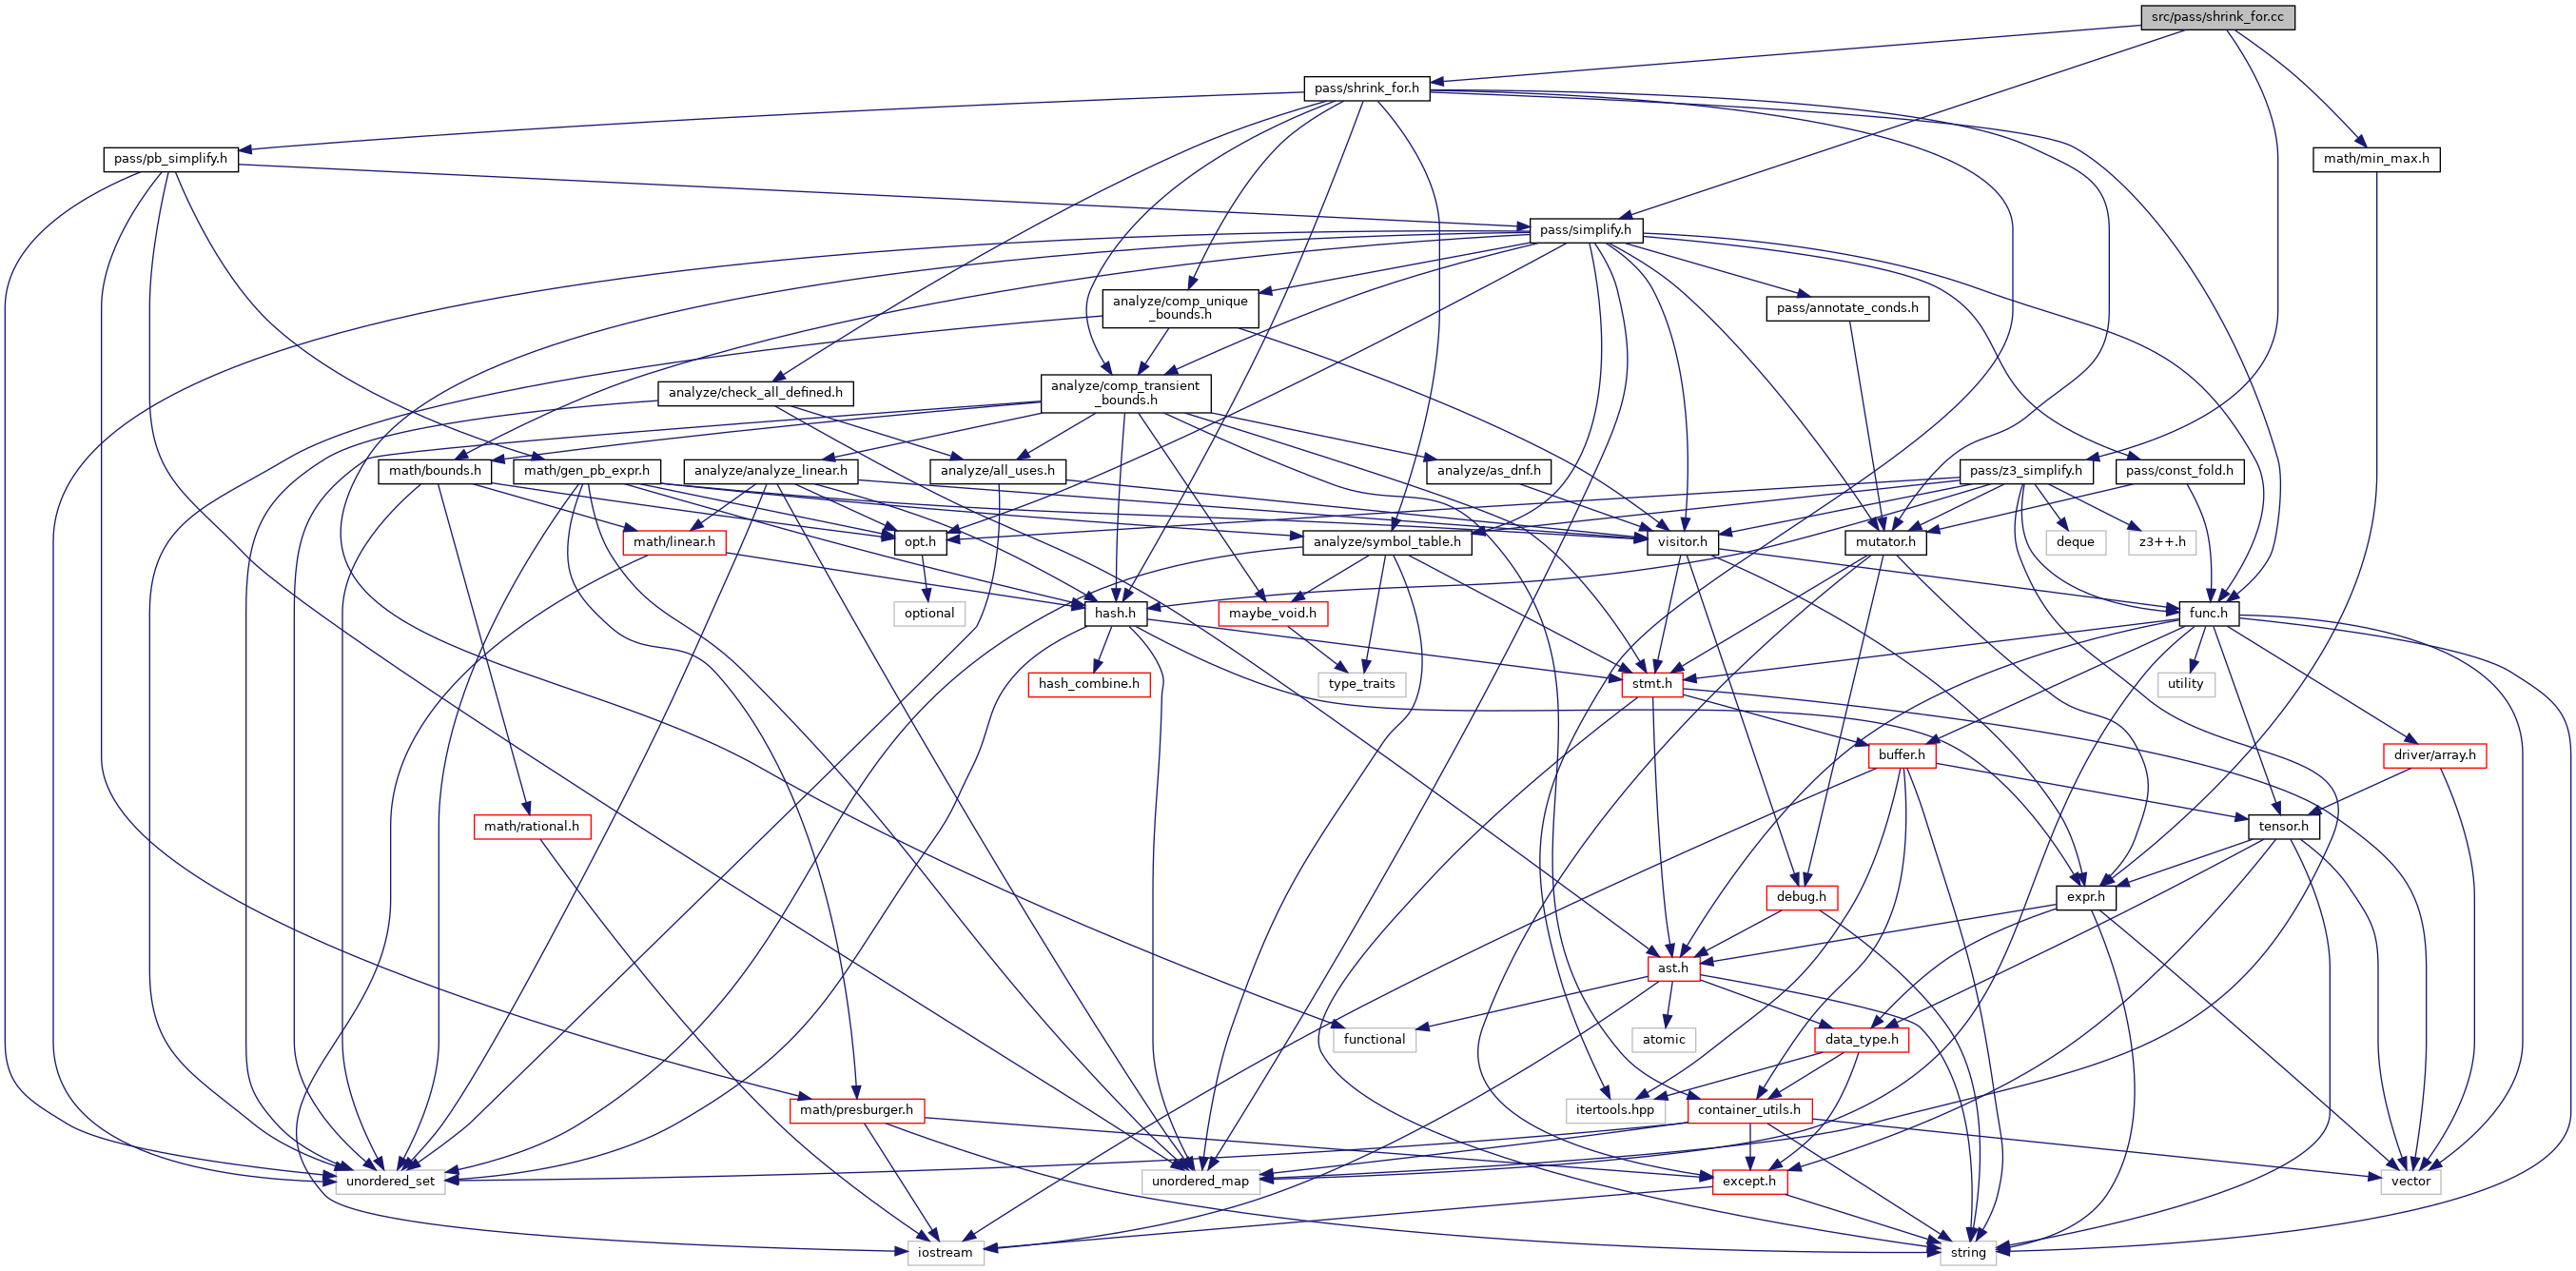 src/pass/shrink_for.cc
pass/shrink_for.h
pass/pb_simplify.h
math/min_max.h
pass/simplify.h
analyze/comp_unique
_bounds.h
pass/annotate_conds.h
analyze/check_all_defined.h
analyze/comp_transient
_bounds.h
math/bounds.h
math/gen_pb_expr.h
analyze/analyze_linear.h
analyze/all_uses.h
analyze/as_dnf.h
pass/z3_simplify.h
pass/const_fold.h
math/linear.h
opt.h
analyze/symbol_table.h
visitor.h
mutator.h
deque
z3++.h
optional
hash.h
maybe_void.h
func.h
hash_combine.h
type_traits
stmt.h
utility
buffer.h
driver/array.h
math/rational.h
tensor.h
debug.h
expr.h
ast.h
functional
atomic
data_type.h
math/presburger.h
itertools.hpp
container_utils.h
unordered_set
unordered_map
except.h
vector
iostream
string